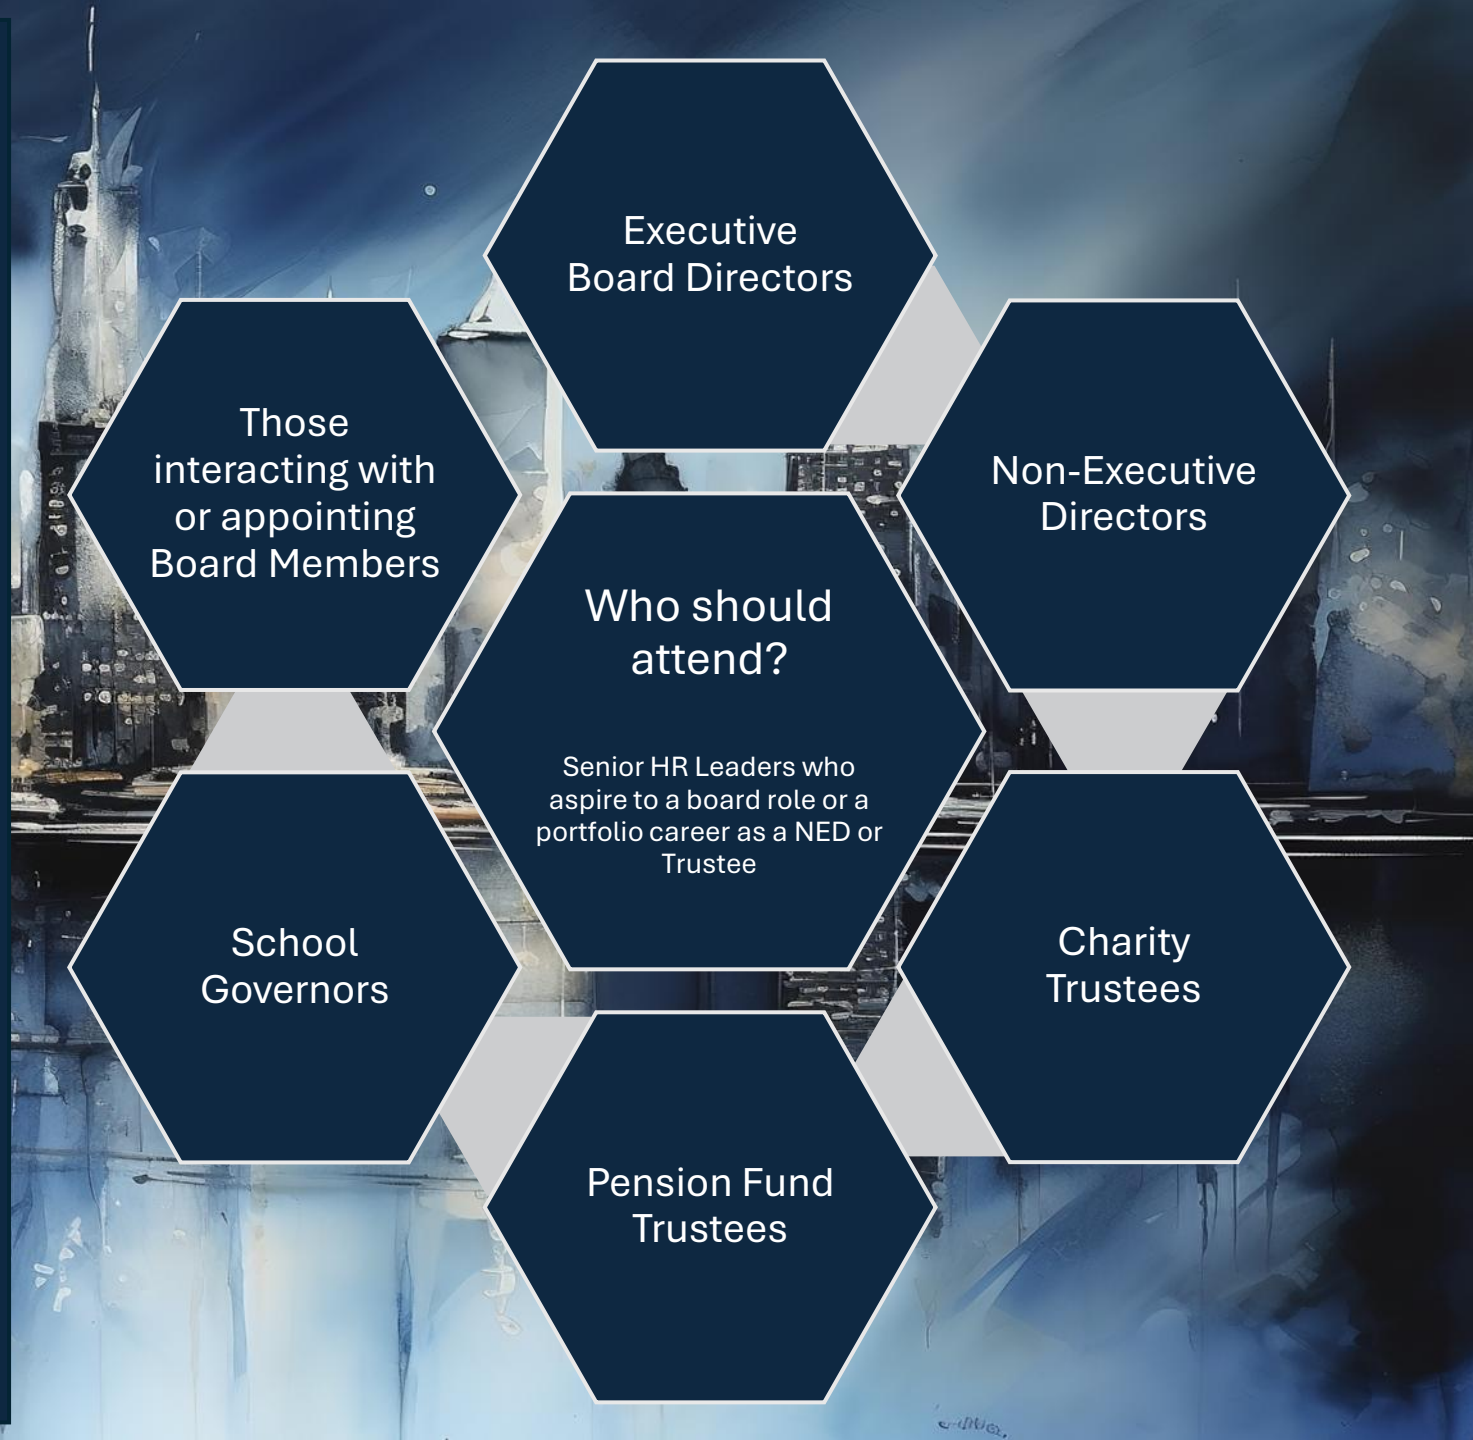 Executive
Board Directors
Non-Executive
Directors
Charity
Trustees
Pension Fund
Trustees
School
Governors
Those
interacting with
or appointing
Board Members
Who should
attend?
Senior HR Leaders who
aspire to a board role or a
portfolio career as a NED or
Trustee